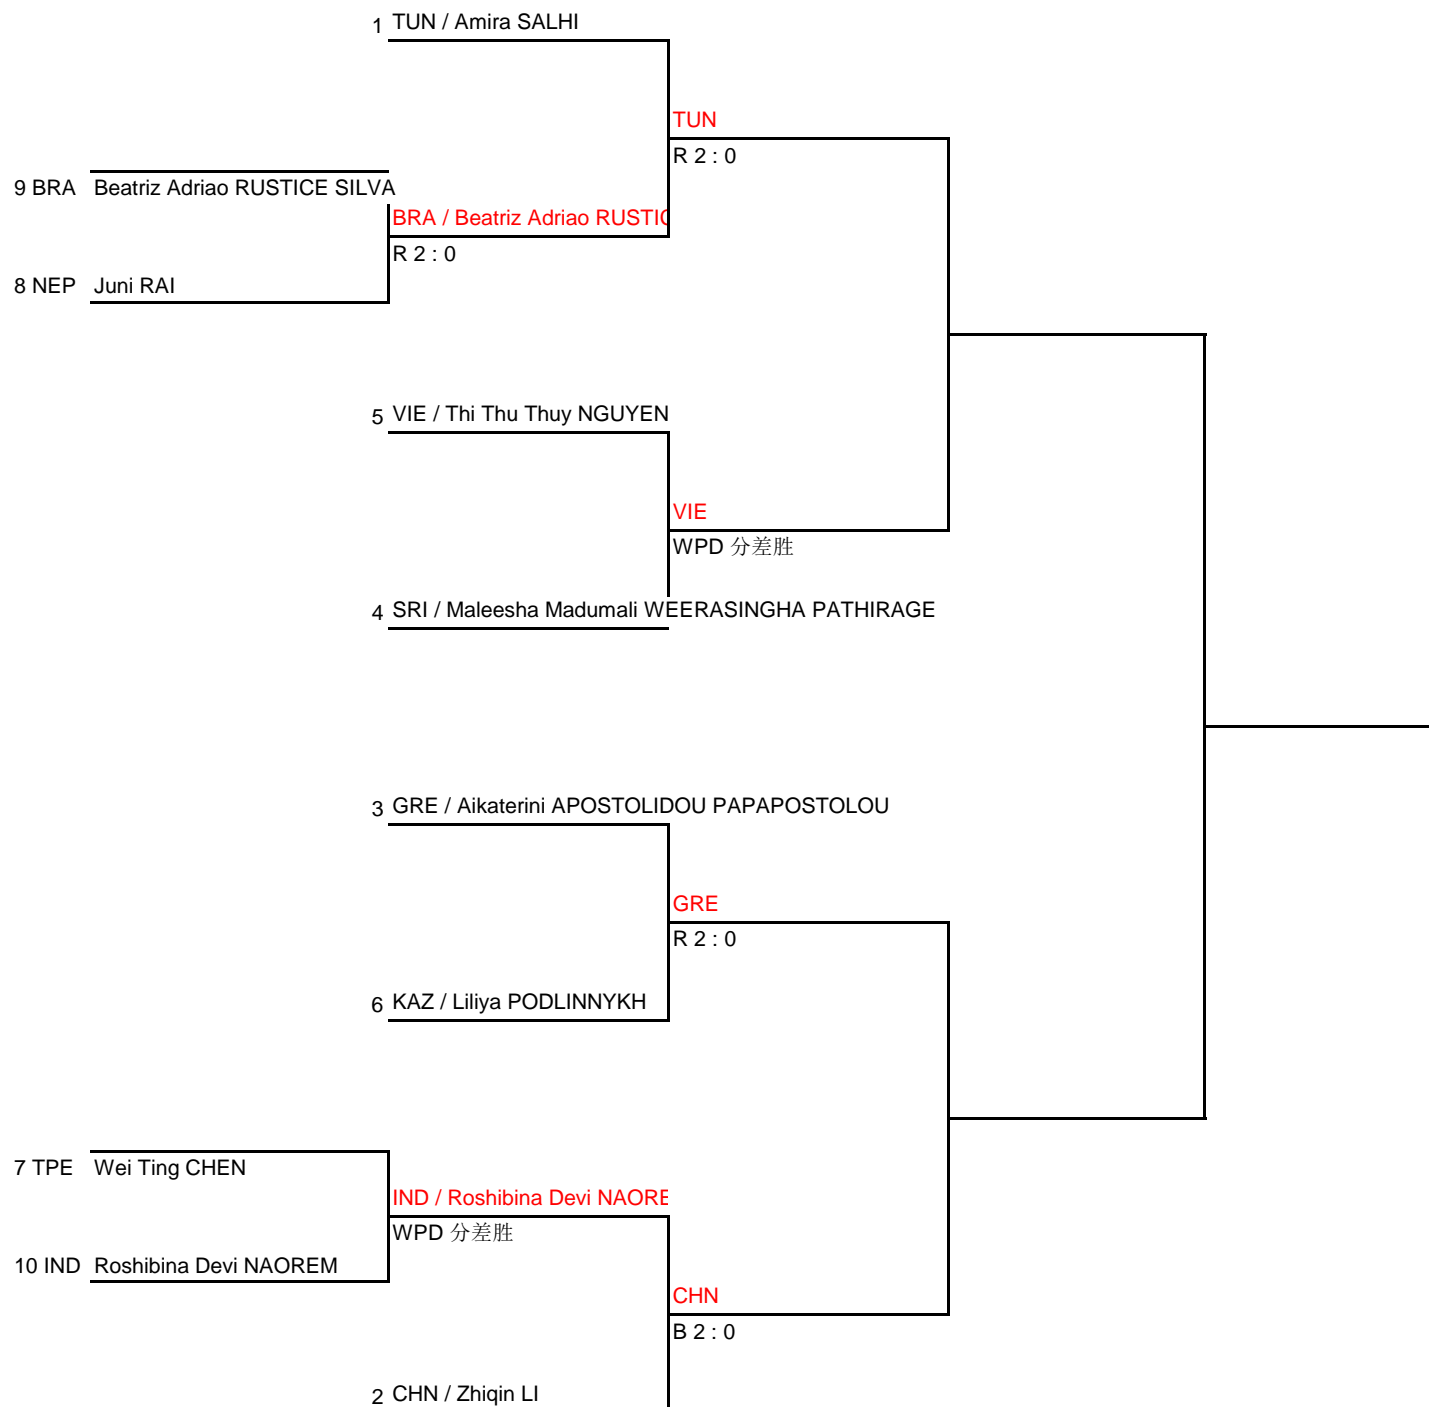 1 TUN / Amira SALHI
TUN
R 2 : 0
9 BRA Beatriz Adriao RUSTICE SILVA
BRA / Beatriz Adriao RUSTIC
R 2 : 0
8 NEP Juni RAI
5 VIE / Thi Thu Thuy NGUYEN
VIE
WPD 分差胜
4 SRI / Maleesha Madumali WEERASINGHA PATHIRAGE
3 GRE / Aikaterini APOSTOLIDOU PAPAPOSTOLOU
GRE
R 2 : 0
6 KAZ / Liliya PODLINNYKH
7 TPE Wei Ting CHEN
IND / Roshibina Devi NAORE
WPD 分差胜
10 IND Roshibina Devi NAOREM
CHN
B 2 : 0
2 CHN / Zhiqin LI